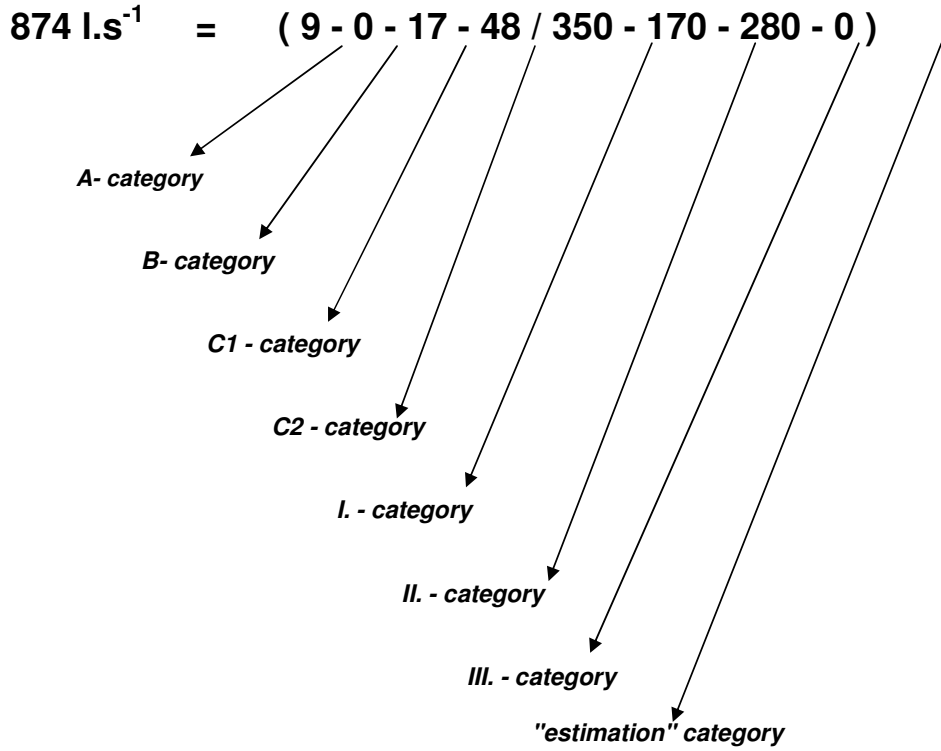 874 l.s⁻¹ = ( 9 - 0 - 17 - 48 / 350 - 170 - 280 - 0 )
A- category
B- category
C1 - category
C2 - category
I. - category
II. - category
III. - category
"estimation" category